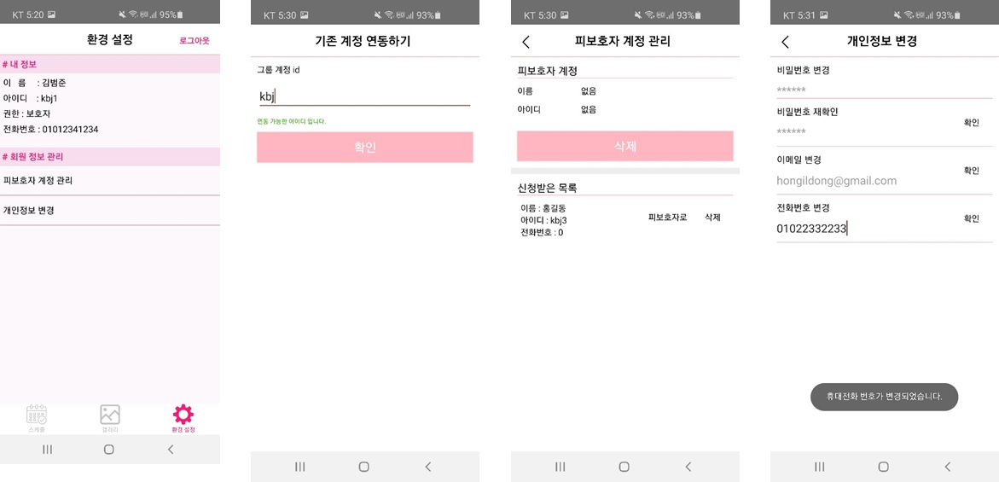 KT 5:20 95%
환경 설정 로그아웃
# 내 정보
이 름 : 김범준
아이디 : kbj1
권한 : 보호자
전화번호 : 01012341234
# 회원 정보 관리
피보호자 계정 관리
개인정보 변경
스케줄 갤러리 환경 설정
KT 5:30 93%
기존 계정 연동하기
그룹 계정 id
kbj
연동 가능한 아이디 입니다.
확인
KT 5:30 93%
피보호자 계정 관리
피보호자 계정
이름 없음
아이디 없음
삭제
신청받은 목록
이름 : 홍길동
아이디 : kbj3 피보호자로 삭제
전화번호 : 0
KT 5:31 93%
개인정보 변경
비밀번호 변경
******
비밀번호 재확인
확인
******
이메일 변경
확인
hongildong@gmail.com
전화번호 변경
확인
01022332233
휴대전화 번호가 변경되었습니다.